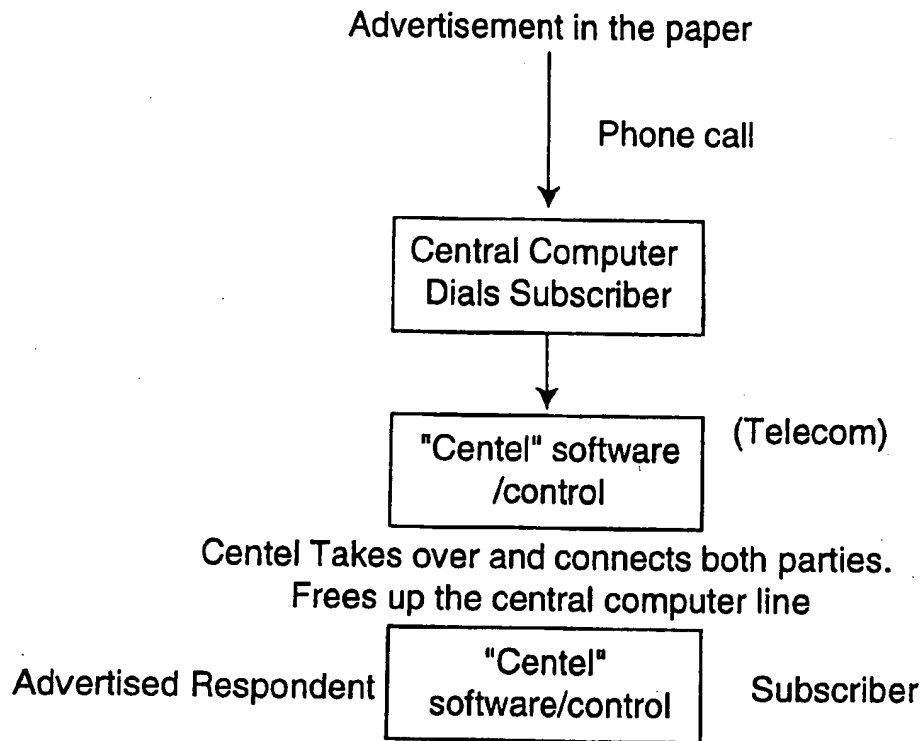 Advertisement in the paper
Phone call
Central Computer
Dials Subscriber
"Centel" software
/control
(Telecom)
Centel Takes over and connects both parties.
Frees up the central computer line
Advertised Respondent
"Centel"
software/control
Subscriber